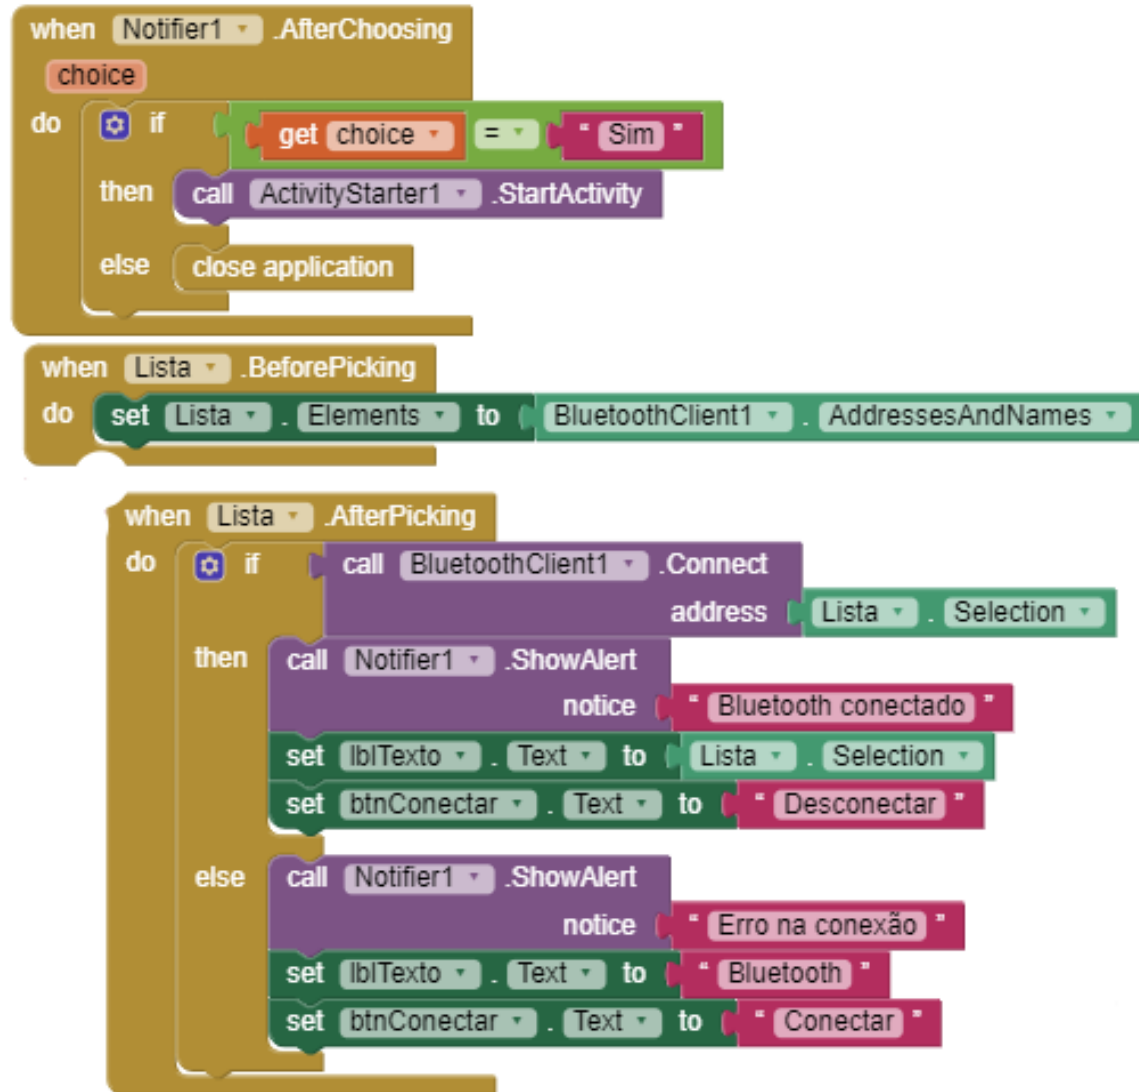 when Notifier1 .AfterChoosing
choice
do if get choice = " Sim "
then call ActivityStarter1 .StartActivity
else close application
when Lista .BeforePicking
do set Lista . Elements to BluetoothClient1 . AddressesAndNames
when Lista .AfterPicking
do if call BluetoothClient1 .Connect
address Lista . Selection
then call Notifier1 .ShowAlert
notice " Bluetooth conectado "
set lblTexto . Text to Lista . Selection
set btnConectar . Text to " Desconectar "
else call Notifier1 .ShowAlert
notice " Erro na conexão "
set lblTexto . Text to " Bluetooth "
set btnConectar . Text to " Conectar "